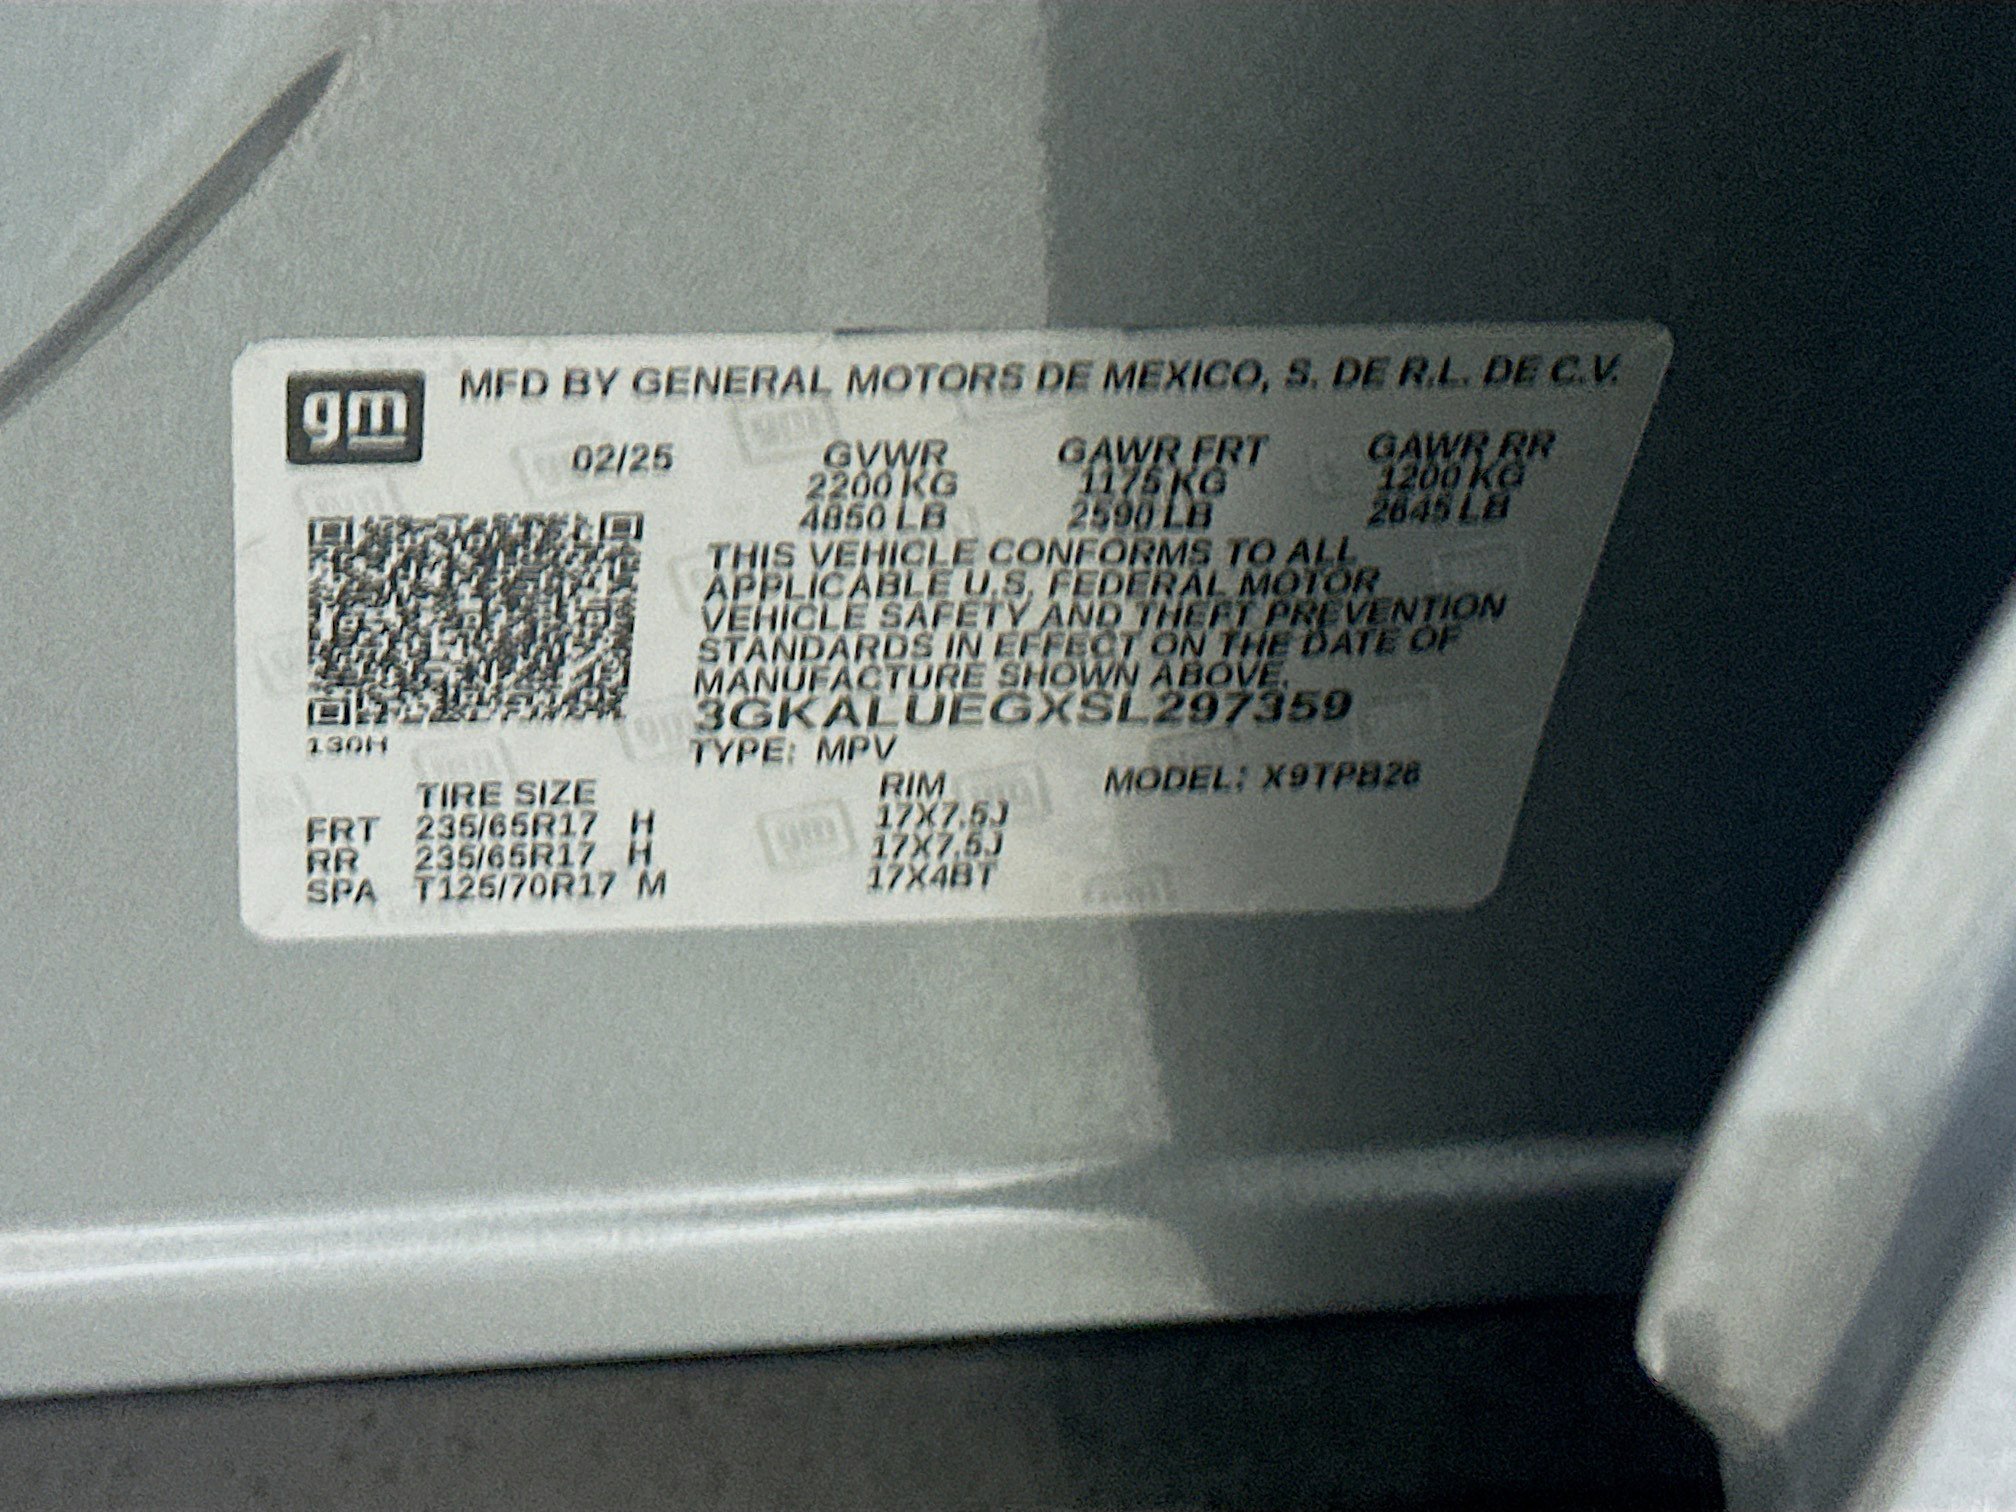 gm
MFD BY GENERAL MOTORS DE MEXICO, S. DE R.L. DE C.V.
02/25 GVWR GAWR FRT GAWR RR
2200 KG 1175 KG 1200 KG
4850 LB 2590 LB 2645 LB
THIS VEHICLE CONFORMS TO ALL
APPLICABLE U.S. FEDERAL MOTOR
VEHICLE SAFETY AND THEFT PREVENTION
STANDARDS IN EFFECT ON THE DATE OF
MANUFACTURE SHOWN ABOVE.
3GKALUEGXSL297359
130H
TYPE: MPV
TIRE SIZE RIM MODEL: X9TPB26
FRT 235/65R17 H 17X7.5J
RR 235/65R17 H 17X7.5J
SPA T125/70R17 M 17X4BT